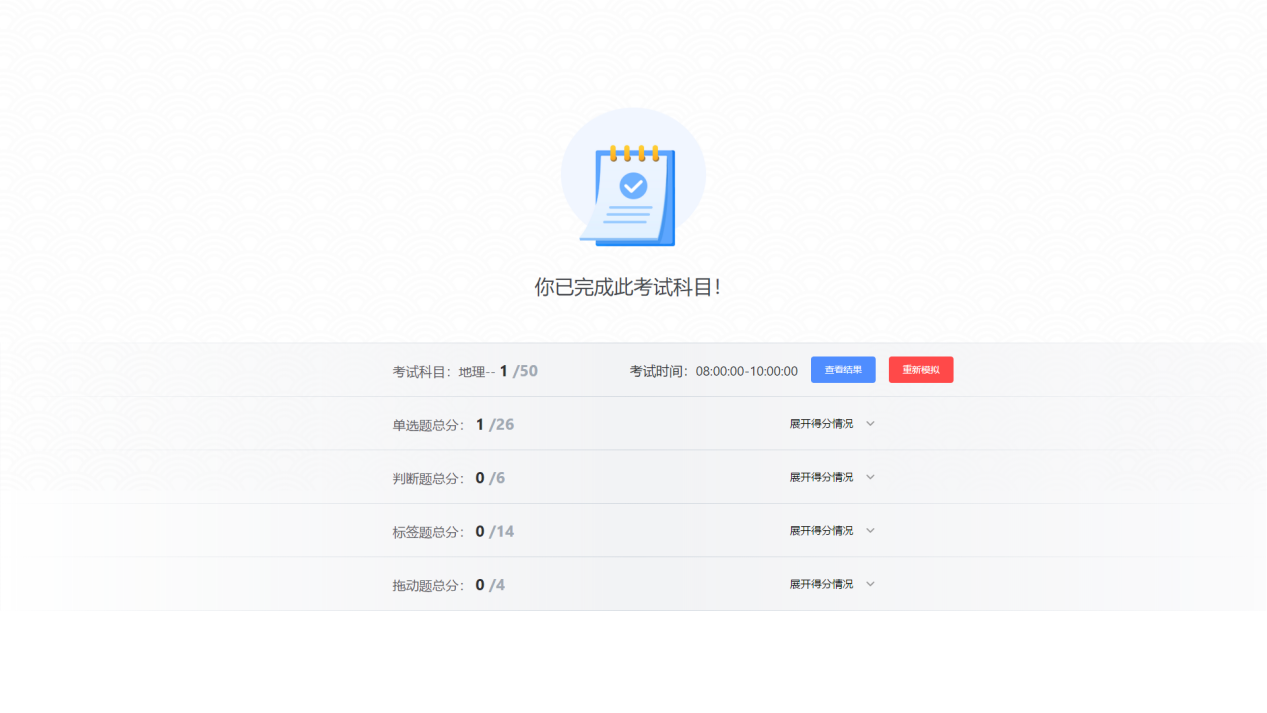 你已完成此考试科目!
考试科目：地理-- 1 /50 考试时间：08:00:00-10:00:00 查看结果 重新模拟
单选题总分： 1 /26 展开得分情况
判断题总分： 0 /6 展开得分情况
标签题总分： 0 /14 展开得分情况
拖动题总分： 0 /4 展开得分情况